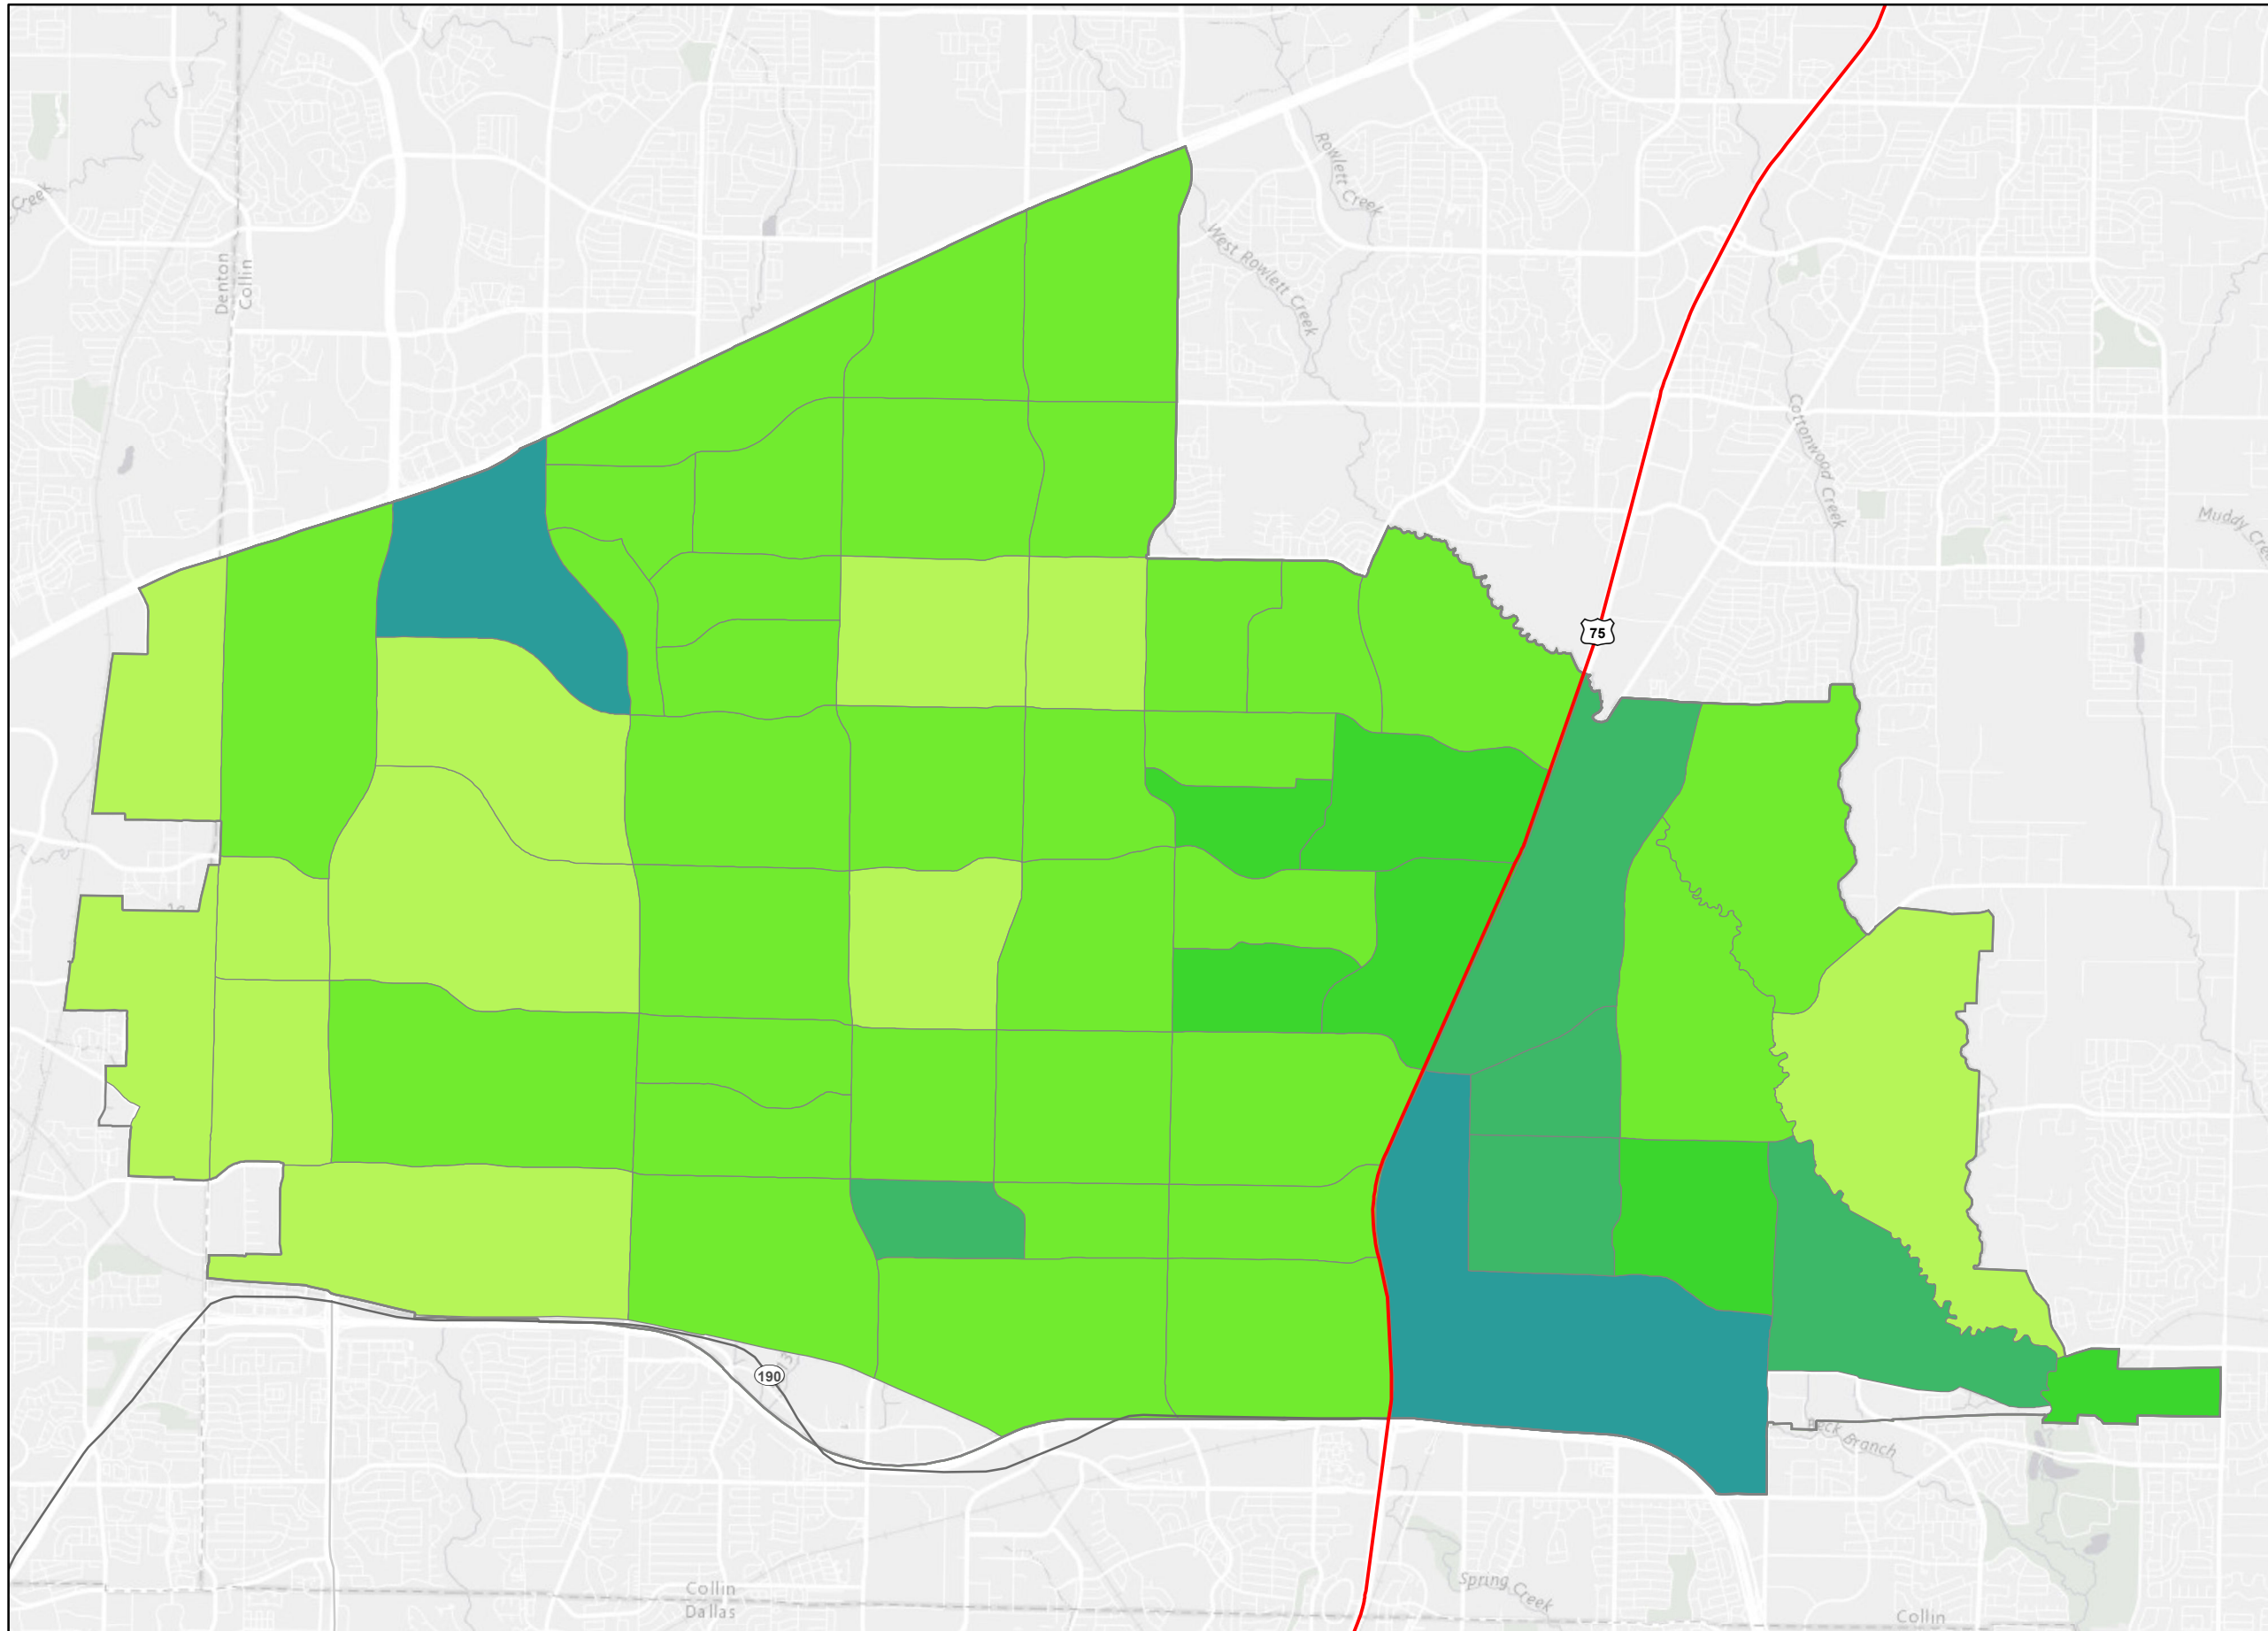 Creek
Rowlett Creek
West Rowlett Creek
Denton
Collin
Cottonwood Creek
Muddy Cree
75
190
Beck Branch
Collin
Dallas
Spring Creek
Collin